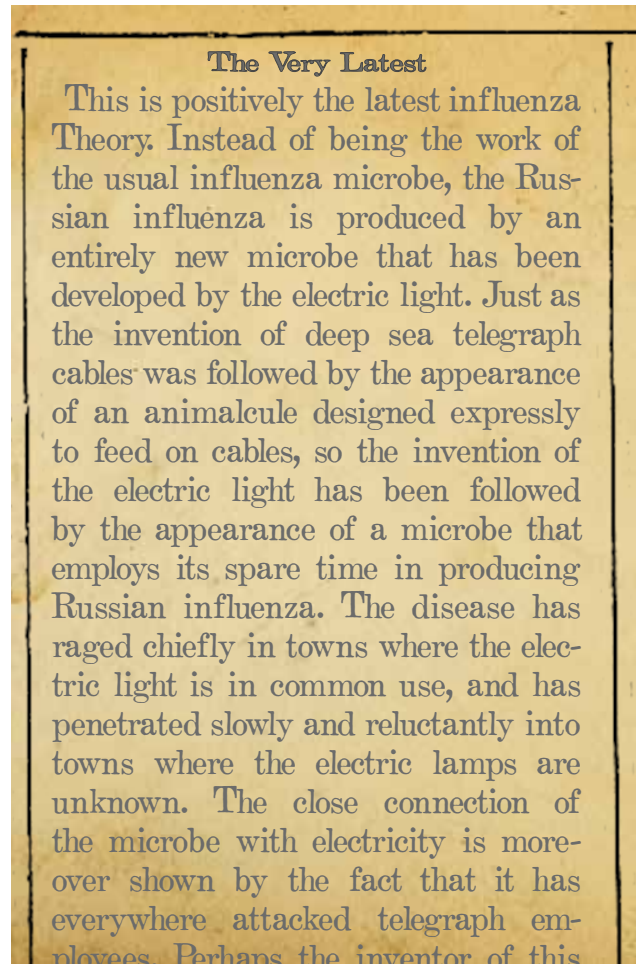 The Very Latest
This is positively the latest influenza
Theory. Instead of being the work of
the usual influenza microbe, the Rus-
sian influenza is produced by an
entirely new microbe that has been
developed by the electric light. Just as
the invention of deep sea telegraph
cables was followed by the appearance
of an animalcule designed expressly
to feed on cables, so the invention of
the electric light has been followed
by the appearance of a microbe that
employs its spare time in producing
Russian influenza. The disease has
raged chiefly in towns where the elec-
tric light is in common use, and has
penetrated slowly and reluctantly into
towns where the electric lamps are
unknown. The close connection of
the microbe with electricity is more-
over shown by the fact that it has
everywhere attacked telegraph em-
ployees. Perhaps the inventor of this